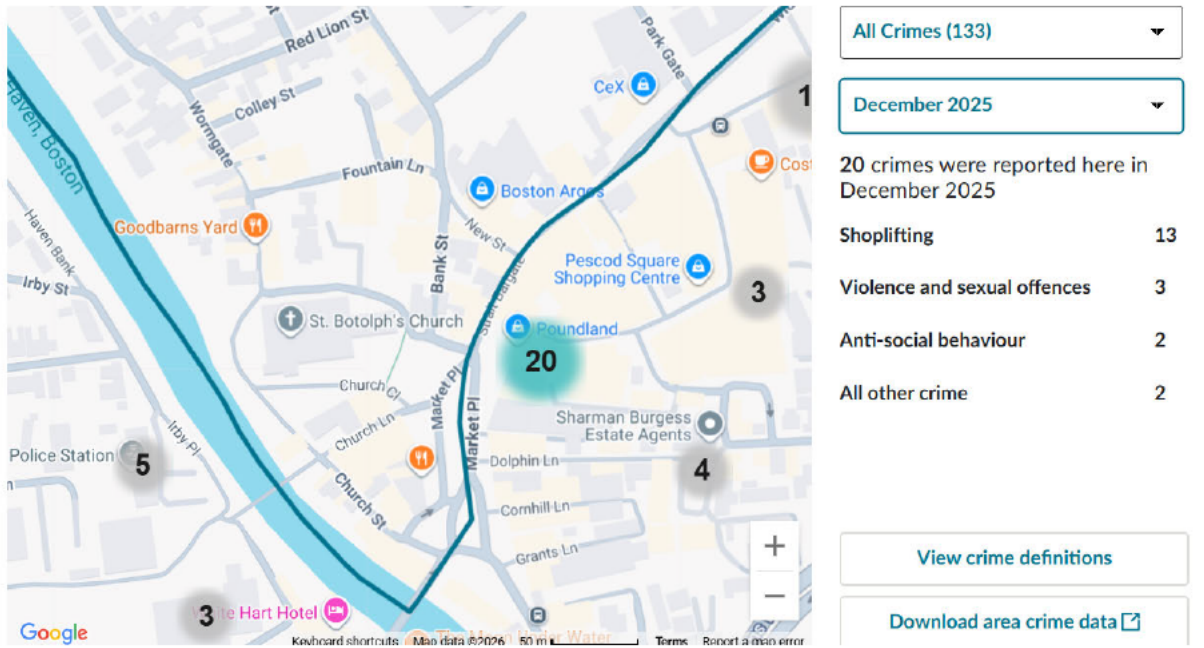 All Crimes (133)
December 2025
20 crimes were reported here in
December 2025
Shoplifting 13
Violence and sexual offences 3
Anti-social behaviour 2
All other crime 2
View crime definitions
Download area crime data
Red Lion St
Park Gate
CeX
1
Colley St
Wormgate
Haven, Boston
Fountain Ln
Boston Argos
Goodbarns Yard
New St
Bank St
Haven Bank
Irby St
Pescod Square
Shopping Centre
3
Strait Bargate
St. Botolph's Church
Poundland
20
Church Cl
Market Pl
Market Pl
Church Ln
Sharman Burgess
Estate Agents
Irby Pl
Police Station
5
Dolphin Ln
4
Church St
Cornhill Ln
Grants Ln
+
−
3
Hart Hotel
Google
Under Water
Keyboard shortcuts Map data ©2026 50 m Terms Report a map error